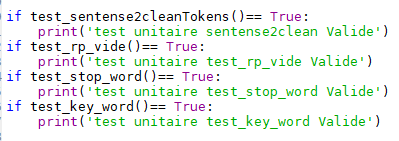 if test_sentense2cleanTokens()== True:
    print('test unitaire sentense2clean Valide')
if test_rp_vide()== True:
    print('test unitaire test_rp_vide Valide')
if test_stop_word()== True:
    print('test unitaire test_stop_word Valide')
if test_key_word()== True:
    print('test unitaire test_key_word Valide')